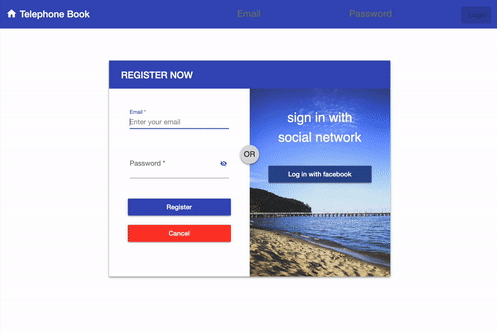 Telephone Book
Email
Password
Login
REGISTER NOW
Email *
Enter your email
Password *
Register
Cancel
OR
sign in with
social network
Log in with facebook